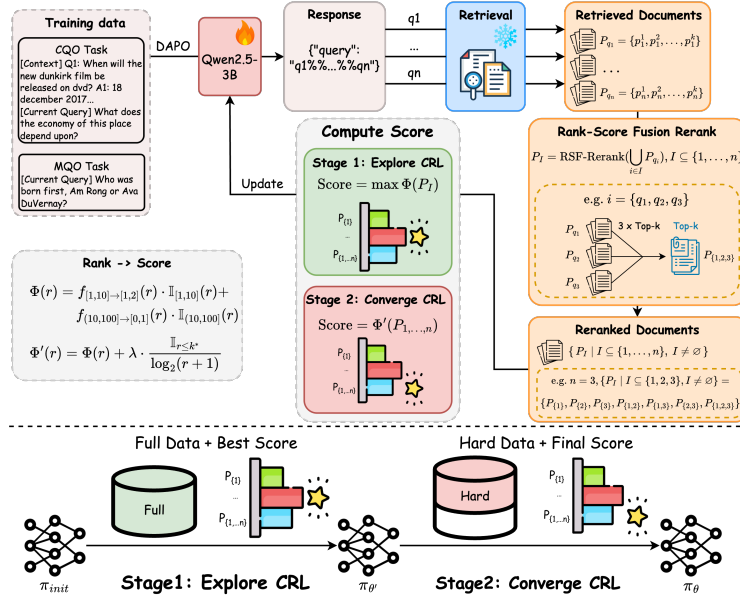 Training data
CQO Task
[Context] Q1: When will the
new dunkirk film be
released on dvd? A1: 18
december 2017...
[Current Query] What does
the economy of this place
depend upon?
MQO Task
[Current Query] Who was
born first, Am Rong or Ava
DuVernay?
DAPO
Qwen2.5-
3B
Update
Response
{"query":
"q1%%...%%qn"}
q1
...
qn
Retrieval
Retrieved Documents
P_{q_1} = {p_1^1, p_1^2, . . . , p_1^k}
...
P_{q_n} = {p_n^1, p_n^2, . . . , p_n^k}
Rank-Score Fusion Rerank
P_I = RSF-Rerank(⋃_{i∈I} P_{q_i}), I ⊆ {1, . . . , n}
e.g. i = {q_1, q_2, q_3}
P_{q_1}
P_{q_2}
P_{q_3}
3 x Top-k
Top-k
P_{{1,2,3}}
Reranked Documents
{P_I | I ⊆ {1, . . . , n}, I ≠ ∅}
e.g. n = 3, {P_I | I ⊆ {1, 2, 3}, I ≠ ∅} =
{P_{{1}}, P_{{2}}, P_{{3}}, P_{{1,2}}, P_{{1,3}}, P_{{2,3}}, P_{{1,2,3}}}
Compute Score
Stage 1: Explore CRL
Score = max Φ(P_I)
P_{{1}}
...
P_{{1,..n}}
Stage 2: Converge CRL
Score = Φ′(P_{1,...,n})
P_{{1}}
...
P_{{1,..n}}
Rank -> Score
Φ(r) = f_{[1,10]→[1,2]}(r) · 𝕀_{[1,10]}(r)+
f_{(10,100]→[0,1]}(r) · 𝕀_{(10,100]}(r)
Φ′(r) = Φ(r) + λ · 𝕀_{r≤k*} / log_2(r + 1)
Full Data + Best Score
Full
P_{{1}}
...
P_{{1,..n}}
Hard Data + Final Score
Hard
P_{{1}}
...
P_{{1,..n}}
π_{init}
Stage1: Explore CRL
π_{θ′}
Stage2: Converge CRL
π_θ